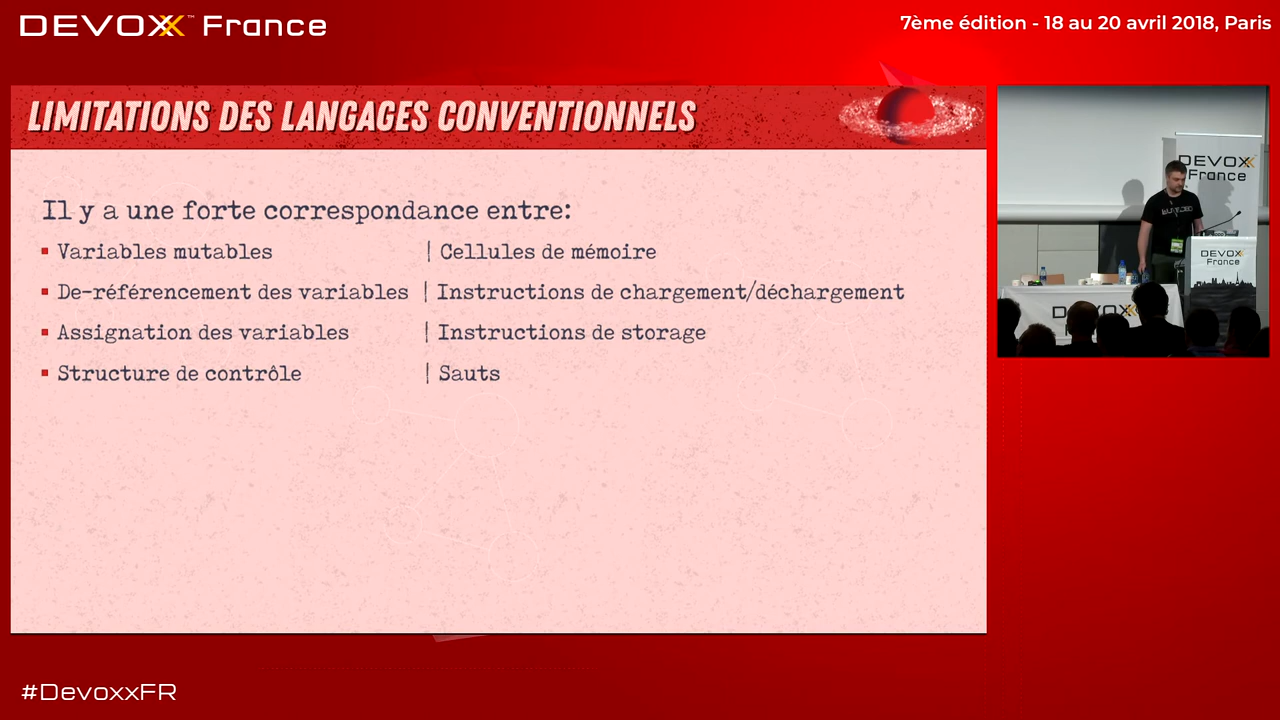 DEVOXX™ France
7ème édition - 18 au 20 avril 2018, Paris
LIMITATIONS DES LANGAGES CONVENTIONNELS
Il y a une forte correspondance entre:
▪ Variables mutables | Cellules de mémoire
▪ De-référencement des variables | Instructions de chargement/déchargement
▪ Assignation des variables | Instructions de storage
▪ Structure de contrôle | Sauts
DEVOXX
France
DEVOXX
France
#DevoxxFR